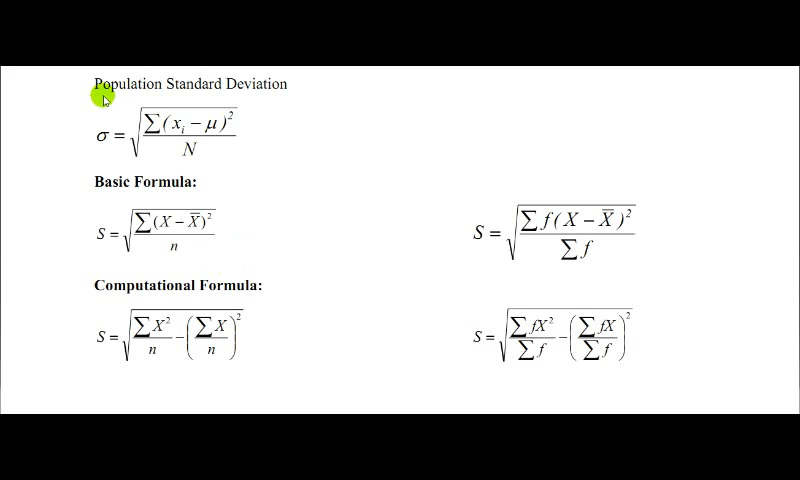 Population Standard Deviation
σ = √(∑(xᵢ − μ)² / N)
Basic Formula:
S = √(∑(X − X̅)² / n)
S = √(∑f(X − X̅)² / ∑f)
Computational Formula:
S = √(∑X² / n − (∑X / n)²)
S = √(∑fX² / ∑f − (∑fX / ∑f)²)